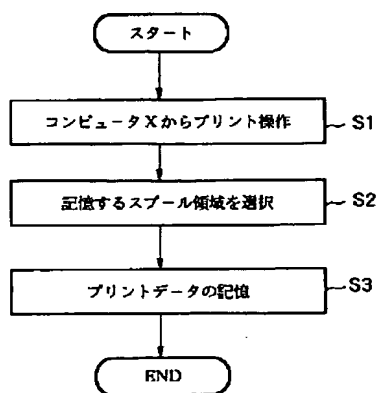 スタート
コンピュータXからプリント操作
S1
記憶するスプール領域を選択
S2
プリントデータの記憶
S3
END